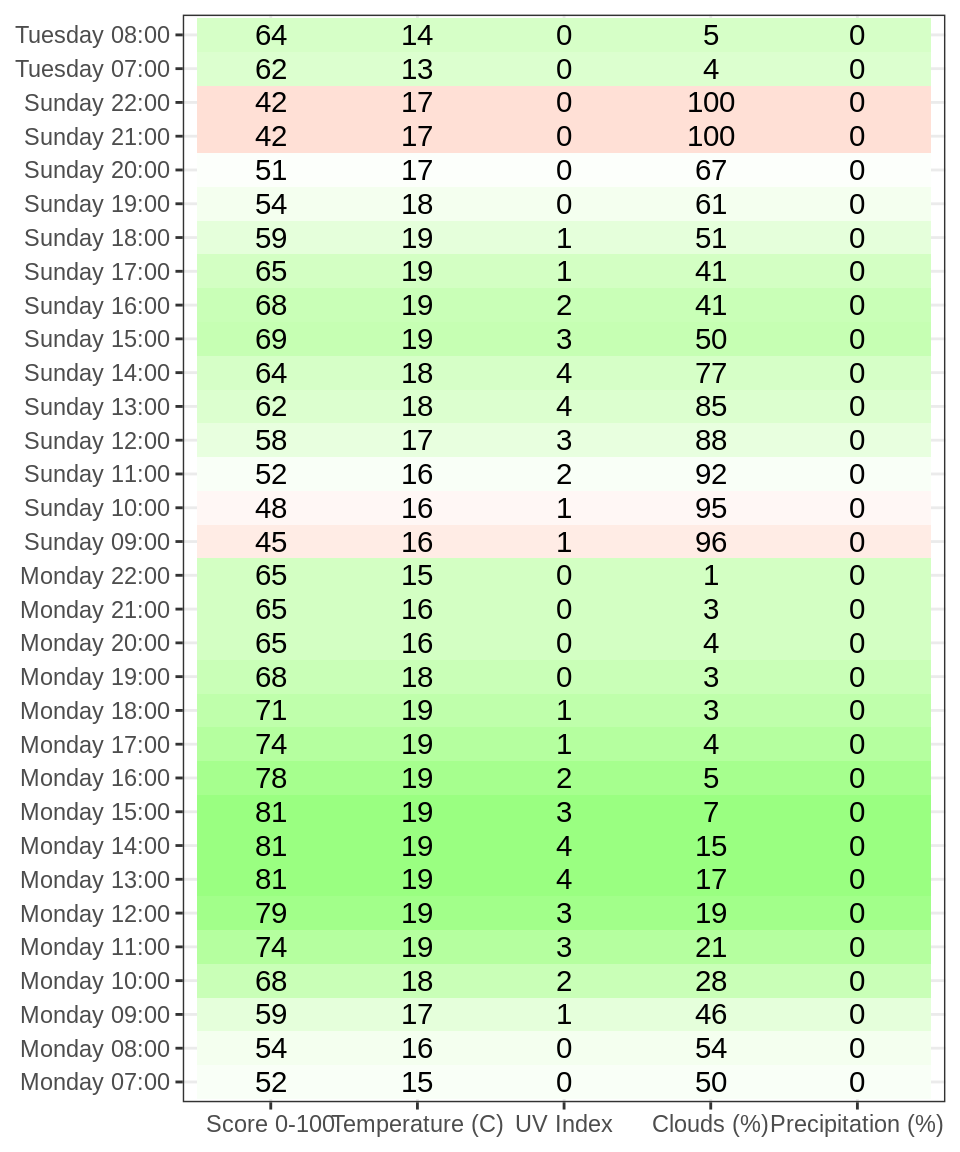 Tuesday 08:00 64 14 0 5 0
Tuesday 07:00 62 13 0 4 0
Sunday 22:00 42 17 0 100 0
Sunday 21:00 42 17 0 100 0
Sunday 20:00 51 17 0 67 0
Sunday 19:00 54 18 0 61 0
Sunday 18:00 59 19 1 51 0
Sunday 17:00 65 19 1 41 0
Sunday 16:00 68 19 2 41 0
Sunday 15:00 69 19 3 50 0
Sunday 14:00 64 18 4 77 0
Sunday 13:00 62 18 4 85 0
Sunday 12:00 58 17 3 88 0
Sunday 11:00 52 16 2 92 0
Sunday 10:00 48 16 1 95 0
Sunday 09:00 45 16 1 96 0
Monday 22:00 65 15 0 1 0
Monday 21:00 65 16 0 3 0
Monday 20:00 65 16 0 4 0
Monday 19:00 68 18 0 3 0
Monday 18:00 71 19 1 3 0
Monday 17:00 74 19 1 4 0
Monday 16:00 78 19 2 5 0
Monday 15:00 81 19 3 7 0
Monday 14:00 81 19 4 15 0
Monday 13:00 81 19 4 17 0
Monday 12:00 79 19 3 19 0
Monday 11:00 74 19 3 21 0
Monday 10:00 68 18 2 28 0
Monday 09:00 59 17 1 46 0
Monday 08:00 54 16 0 54 0
Monday 07:00 52 15 0 50 0
Score 0-100 Temperature (C) UV Index Clouds (%) Precipitation (%)